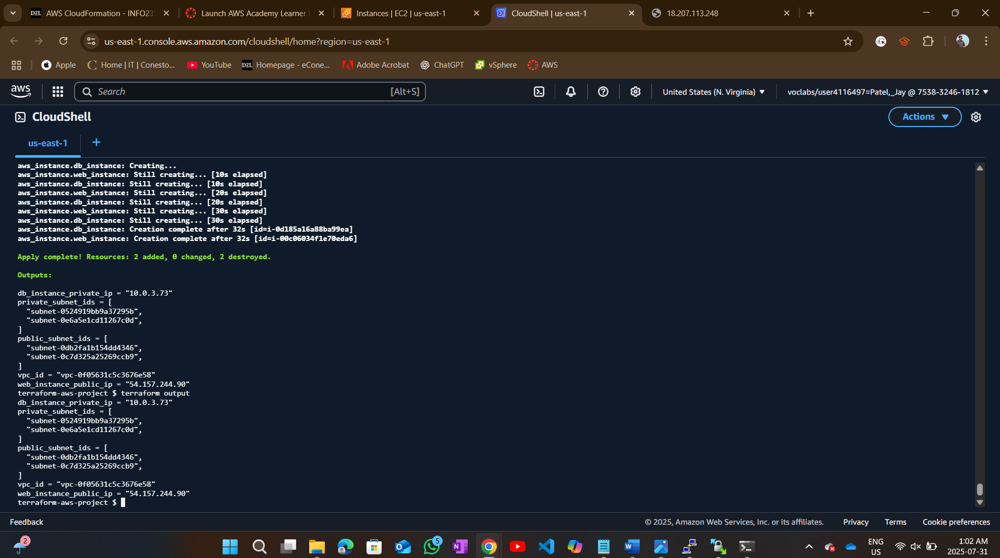 D2L AWS CloudFormation - INFO23
Launch AWS Academy Learner
Instances | EC2 | us-east-1
CloudShell | us-east-1
18.207.113.248
us-east-1.console.aws.amazon.com/cloudshell/home?region=us-east-1
Apple
Home | IT | Conesto...
YouTube
D2L Homepage - eCone...
Adobe Acrobat
ChatGPT
vSphere
AWS
aws
Search [Alt+S]
United States (N. Virginia)
voclabs/user4116497=Patel,_Jay @ 7538-3246-1812
CloudShell
Actions
us-east-1
aws_instance.db_instance: Creating...
aws_instance.web_instance: Still creating... [10s elapsed]
aws_instance.db_instance: Still creating... [10s elapsed]
aws_instance.web_instance: Still creating... [20s elapsed]
aws_instance.db_instance: Still creating... [20s elapsed]
aws_instance.web_instance: Still creating... [30s elapsed]
aws_instance.db_instance: Still creating... [30s elapsed]
aws_instance.db_instance: Creation complete after 32s [id=i-0d185a16a88ba99ea]
aws_instance.web_instance: Creation complete after 32s [id=i-00c06034f1e70eda6]
Apply complete! Resources: 2 added, 0 changed, 2 destroyed.
Outputs:
db_instance_private_ip = "10.0.3.73"
private_subnet_ids = [
"subnet-0524919bb9a37295b",
"subnet-0e6a5e1cd11267c0d",
]
public_subnet_ids = [
"subnet-0db2fa1b154dd4346",
"subnet-0c7d325a25269ccb9",
]
vpc_id = "vpc-0f05631c5c3676e58"
web_instance_public_ip = "54.157.244.90"
terraform-aws-project $ terraform output
db_instance_private_ip = "10.0.3.73"
private_subnet_ids = [
"subnet-0524919bb9a37295b",
"subnet-0e6a5e1cd11267c0d",
]
public_subnet_ids = [
"subnet-0db2fa1b154dd4346",
"subnet-0c7d325a25269ccb9",
]
vpc_id = "vpc-0f05631c5c3676e58"
web_instance_public_ip = "54.157.244.90"
terraform-aws-project $
Feedback
© 2025, Amazon Web Services, Inc. or its affiliates.
Privacy
Terms
Cookie preferences
2
5
ENG
US
1:02 AM
2025-07-31